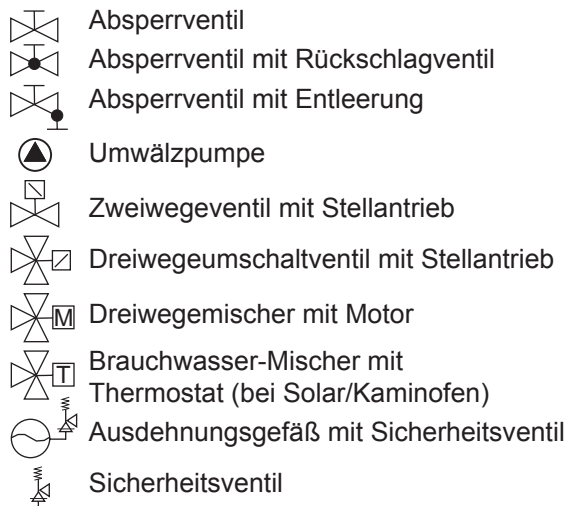 Absperrventil
Absperrventil mit Rückschlagventil
Absperrventil mit Entleerung
Umwälzpumpe
Zweiwegeventil mit Stellantrieb
Dreiwegeumschaltventil mit Stellantrieb
M Dreiwegemischer mit Motor
T Brauchwasser-Mischer mit
Thermostat (bei Solar/Kaminofen)
Ausdehnungsgefäß mit Sicherheitsventil
Sicherheitsventil